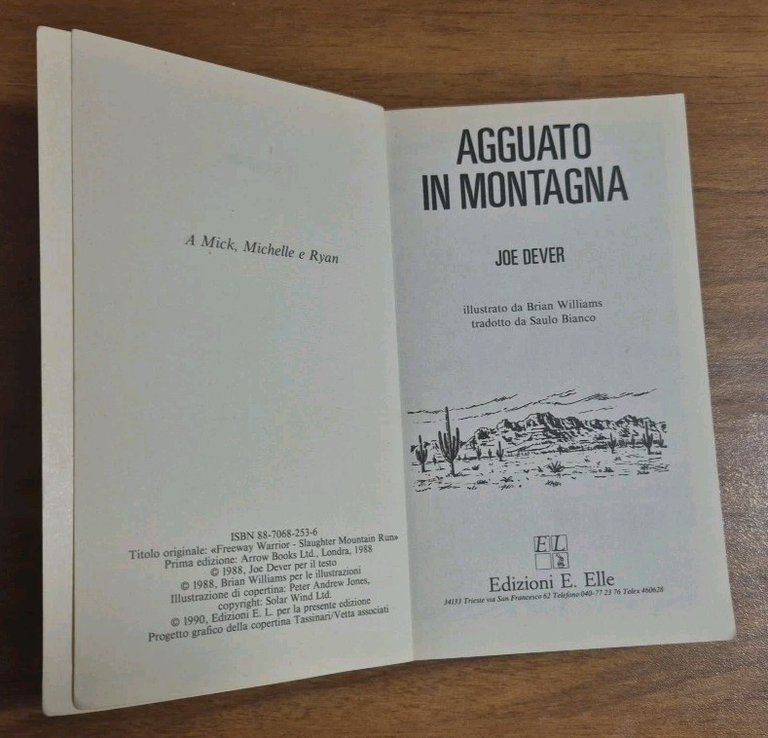 A Mick, Michelle e Ryan
ISBN 88-7068-253-6
Titolo originale: «Freeway Warrior - Slaughter Mountain Run»
Prima edizione: Arrow Books Ltd., Londra, 1988
© 1988, Joe Dever per il testo
© 1988, Brian Williams per le illustrazioni
Illustrazione di copertina: Peter Andrew Jones,
copyright: Solar Wind Ltd.
© 1990, Edizioni E. L. per la presente edizione
Progetto grafico della copertina Tassinari/Vetta associati
AGGUATO
IN MONTAGNA
JOE DEVER
illustrato da Brian Williams
tradotto da Saulo Bianco
EL
Edizioni E. Elle
34133 Trieste via San Francesco 62 Telefono 040-77 23 76 Telex 460628